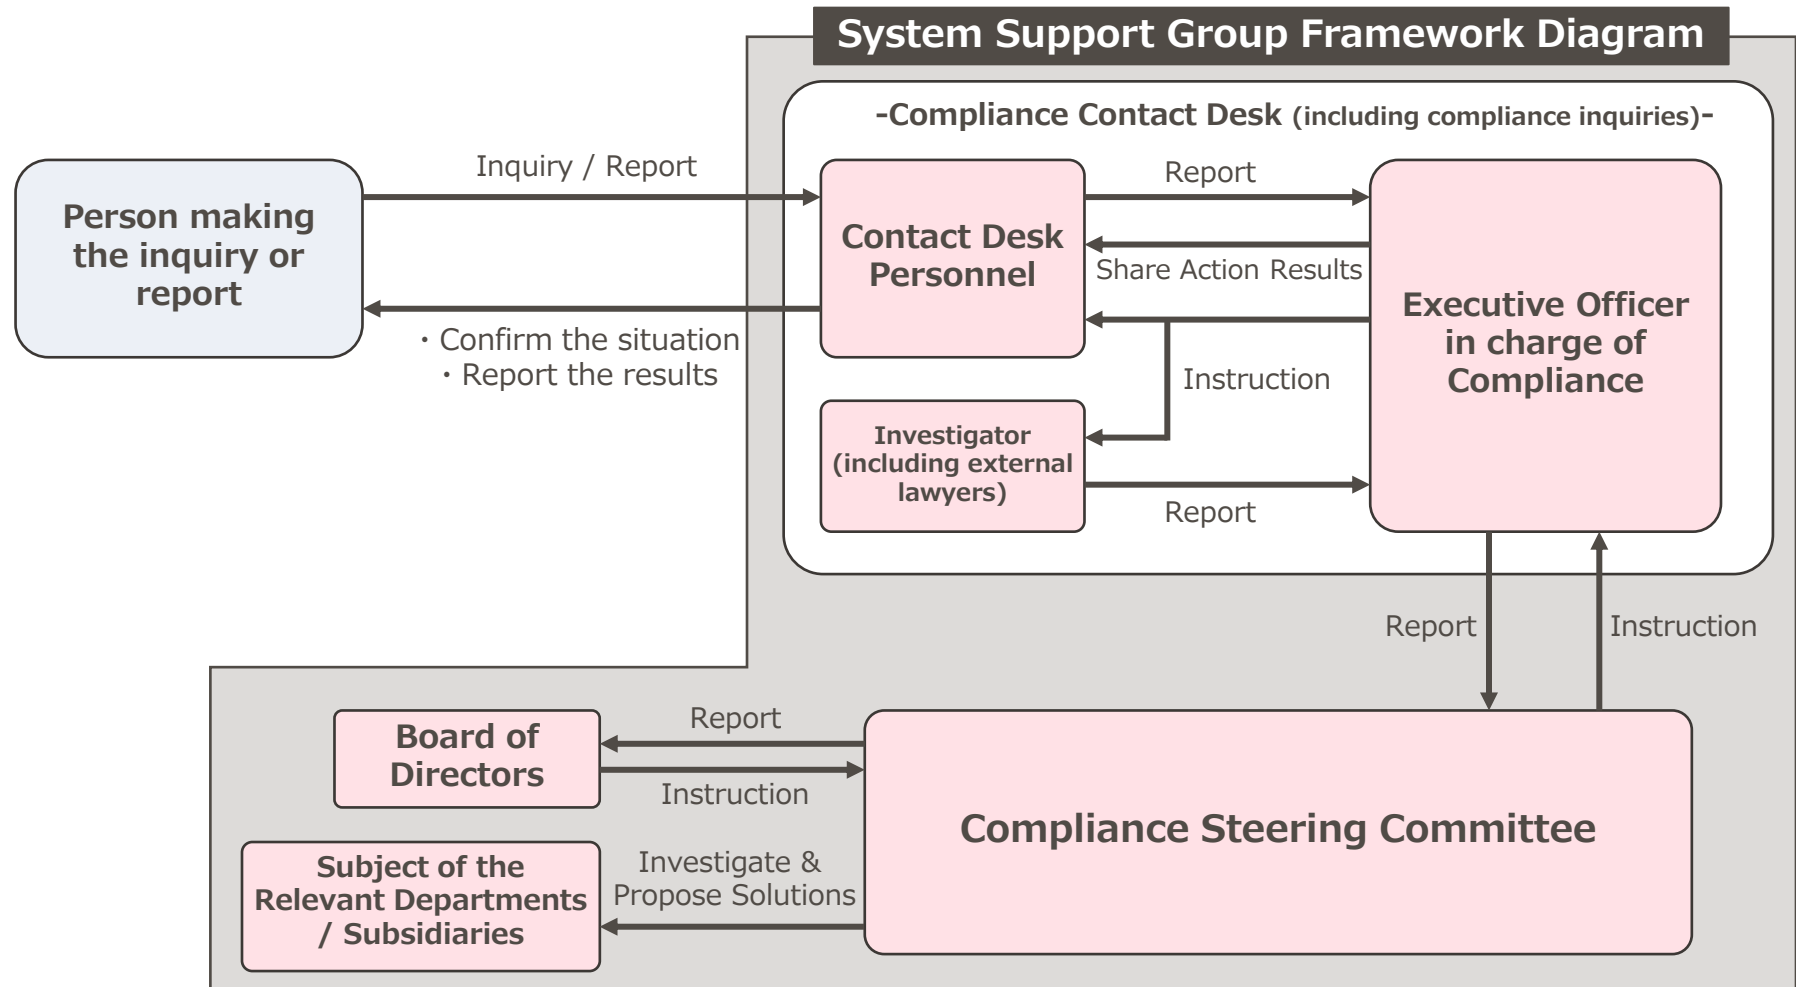 System Support Group Framework Diagram
-Compliance Contact Desk (including compliance inquiries)-
Person making
the inquiry or
report
Inquiry / Report
・Confirm the situation
・Report the results
Contact Desk
Personnel
Report
Share Action Results
Instruction
Executive Officer
in charge of
Compliance
Investigator
(including external
lawyers)
Report
Report
Instruction
Board of
Directors
Report
Instruction
Compliance Steering Committee
Subject of the
Relevant Departments
/ Subsidiaries
Investigate &
Propose Solutions